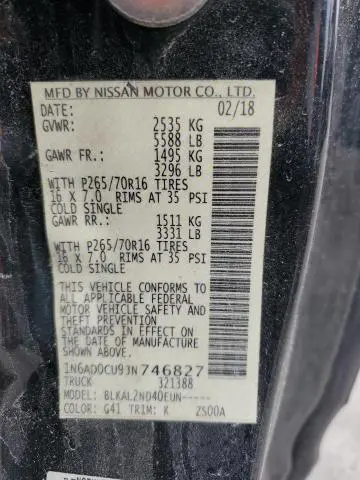 MFD BY NISSAN MOTOR CO., LTD.
DATE: 02/18
GVWR: 2535 KG
5588 LB
GAWR FR.: 1495 KG
3296 LB
WITH P265/70R16 TIRES
16 X 7.0 RIMS AT 35 PSI
COLD SINGLE
GAWR RR.: 1511 KG
3331 LB
WITH P265/70R16 TIRES
16 X 7.0 RIMS AT 35 PSI
COLD SINGLE
THIS VEHICLE CONFORMS TO
ALL APPLICABLE FEDERAL
MOTOR VEHICLE SAFETY AND
THEFT PREVENTION
STANDARDS IN EFFECT ON
THE DATE OF MANUFACTURE
SHOWN ABOVE.
1N6AD0CU93N746827
TRUCK 321388
MODEL: BLKAL2ND40EUN-----
COLOR: G41 TRIM: K ZS00A